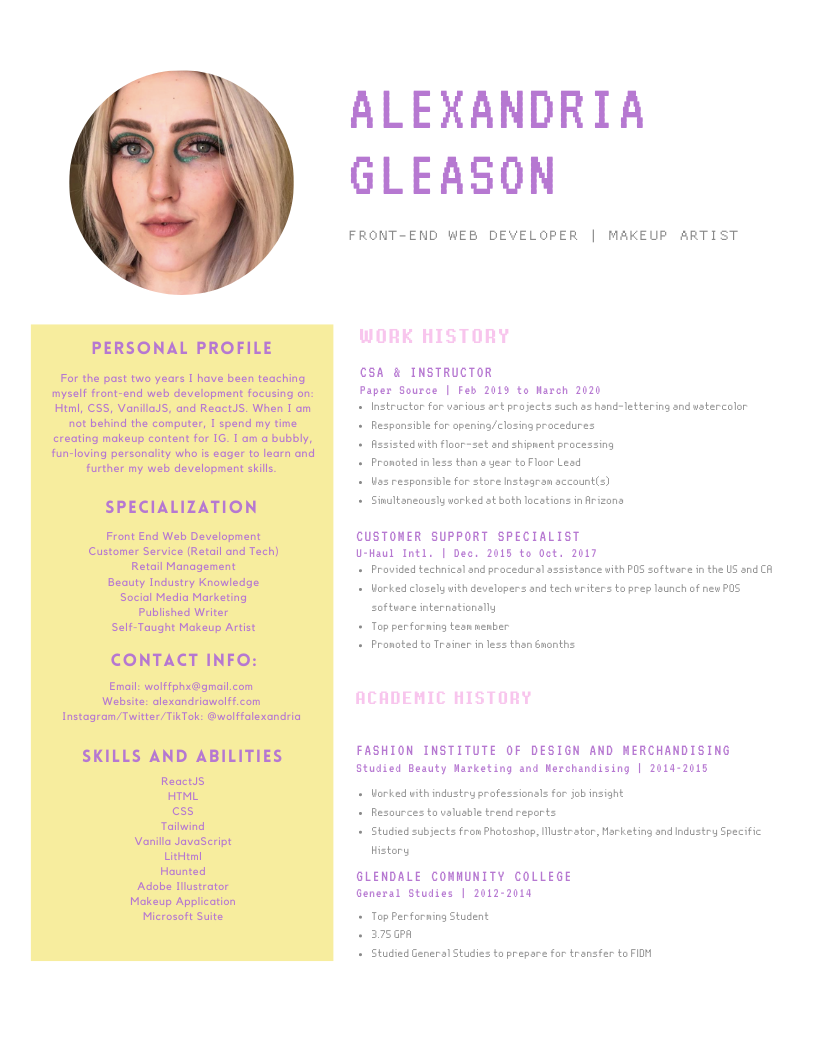 ALEXANDRIA
GLEASON
FRONT-END WEB DEVELOPER | MAKEUP ARTIST
PERSONAL PROFILE
For the past two years I have been teaching
myself front-end web development focusing on:
Html, CSS, VanillaJS, and ReactJS. When I am
not behind the computer, I spend my time
creating makeup content for IG. I am a bubbly,
fun-loving personality who is eager to learn and
further my web development skills.
SPECIALIZATION
Front End Web Development
Customer Service (Retail and Tech)
Retail Management
Beauty Industry Knowledge
Social Media Marketing
Published Writer
Self-Taught Makeup Artist
CONTACT INFO:
Email: wolffphx@gmail.com
Website: alexandriawolff.com
Instagram/Twitter/TikTok: @wolffalexandria
SKILLS AND ABILITIES
ReactJS
HTML
CSS
Tailwind
Vanilla JavaScript
LitHtml
Haunted
Adobe Illustrator
Makeup Application
Microsoft Suite
WORK HISTORY
CSA & INSTRUCTOR
Paper Source | Feb 2019 to March 2020
• Instructor for various art projects such as hand-lettering and watercolor
• Responsible for opening/closing procedures
• Assisted with floor-set and shipment processing
• Promoted in less than a year to Floor Lead
• Was responsible for store Instagram account(s)
• Simultaneously worked at both locations in Arizona
CUSTOMER SUPPORT SPECIALIST
U-Haul Intl. | Dec. 2015 to Oct. 2017
• Provided technical and procedural assistance with POS software in the US and CA
• Worked closely with developers and tech writers to prep launch of new POS
software internationally
• Top performing team member
• Promoted to Trainer in less than 6months
ACADEMIC HISTORY
FASHION INSTITUTE OF DESIGN AND MERCHANDISING
Studied Beauty Marketing and Merchandising | 2014-2015
• Worked with industry professionals for job insight
• Resources to valuable trend reports
• Studied subjects from Photoshop, Illustrator, Marketing and Industry Specific
History
GLENDALE COMMUNITY COLLEGE
General Studies | 2012-2014
• Top Performing Student
• 3.75 GPA
• Studied General Studies to prepare for transfer to FIDM